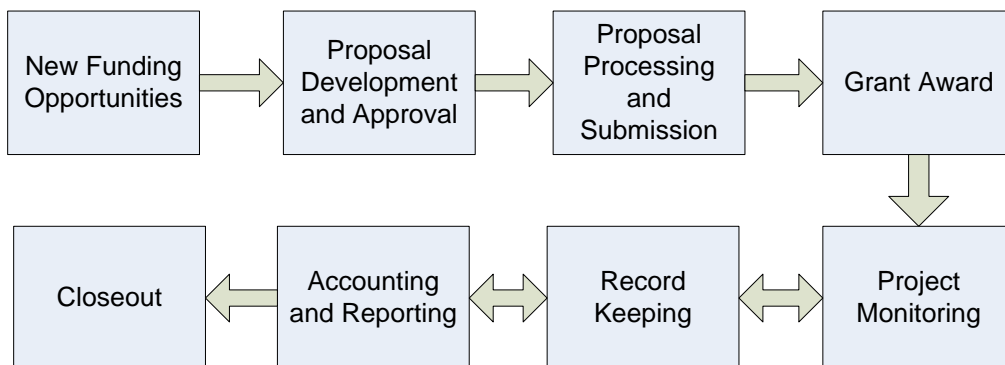 New Funding
Opportunities
Proposal
Development
and Approval
Proposal
Processing
and
Submission
Grant Award
Closeout
Accounting
and Reporting
Record
Keeping
Project
Monitoring